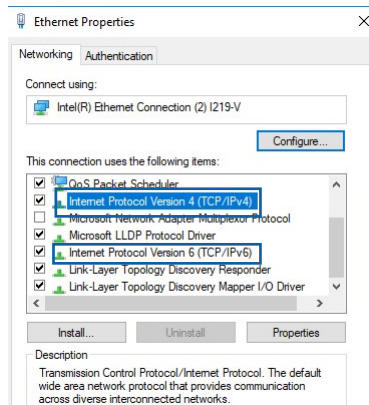 Ethernet Properties
Networking Authentication
Connect using:
Intel(R) Ethernet Connection (2) I219-V
Configure...
This connection uses the following items:
QoS Packet Scheduler
Internet Protocol Version 4 (TCP/IPv4)
Microsoft Network Adapter Multiplexor Protocol
Microsoft LLDP Protocol Driver
Internet Protocol Version 6 (TCP/IPv6)
Link-Layer Topology Discovery Responder
Link-Layer Topology Discovery Mapper I/O Driver
Install... Uninstall Properties
Description
Transmission Control Protocol/Internet Protocol. The default
wide area network protocol that provides communication
across diverse interconnected networks.